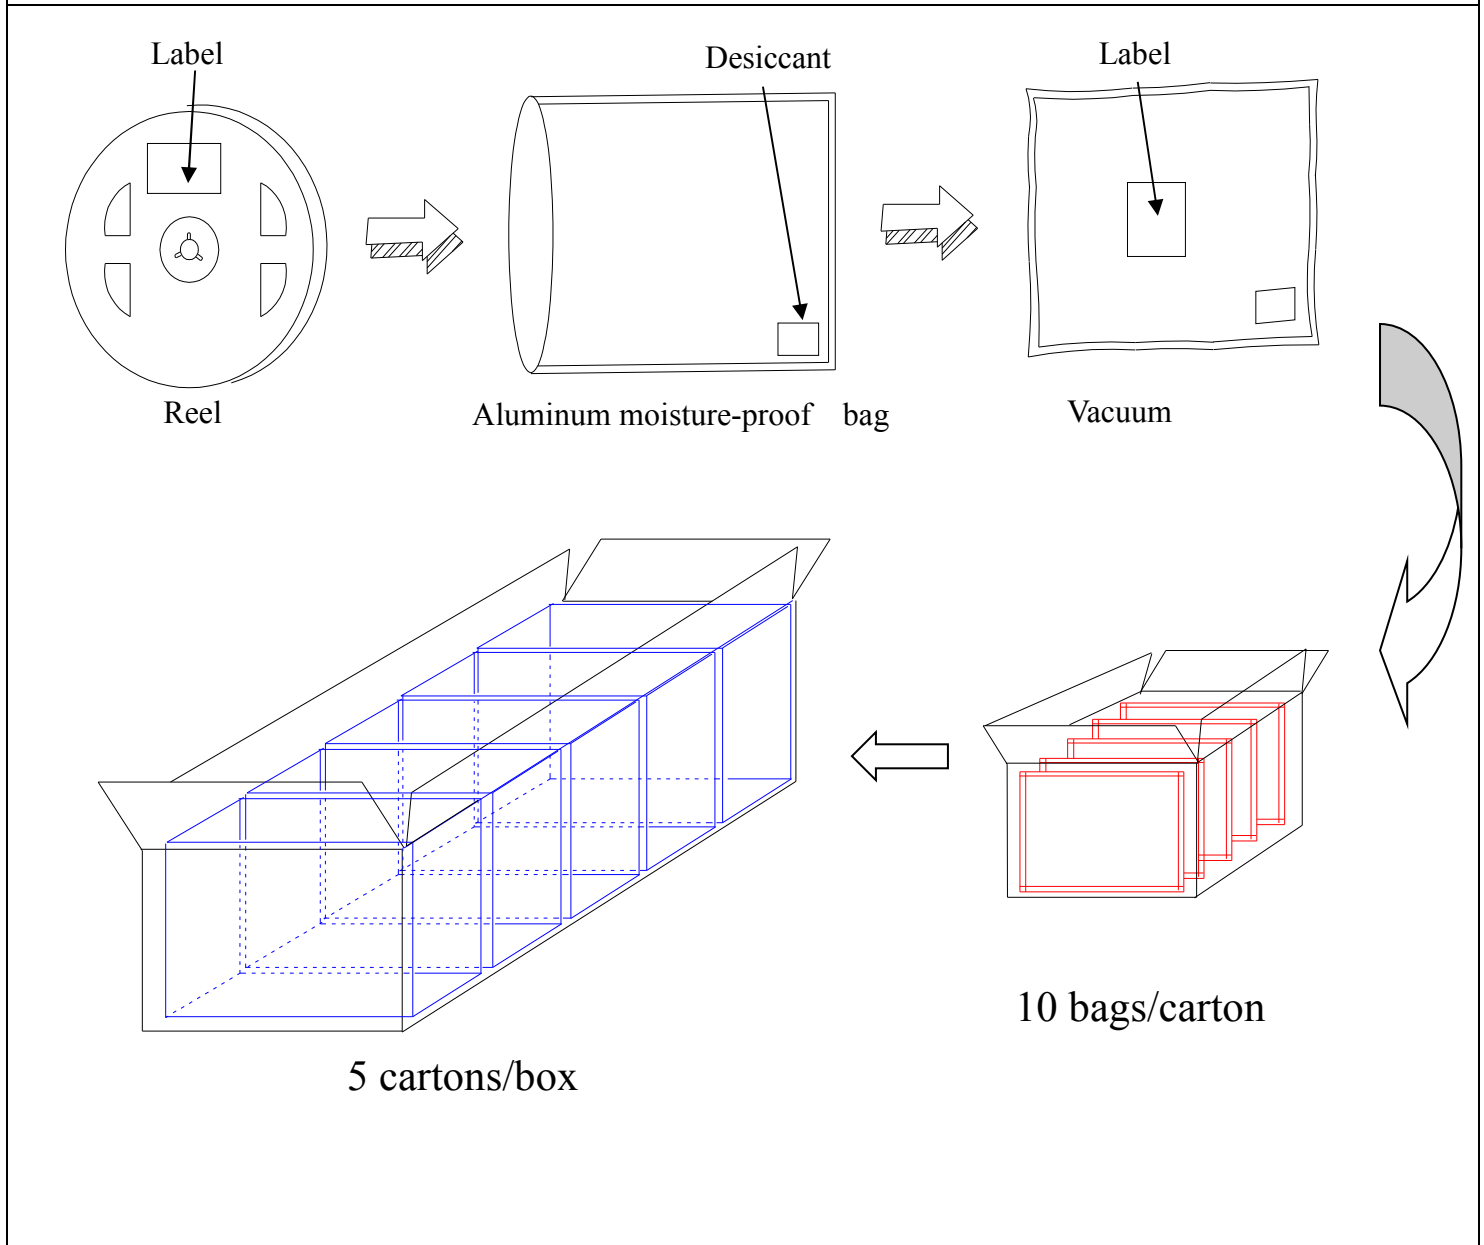 Label
Desiccant
Label
Reel
Aluminum moisture-proof bag
Vacuum
10 bags/carton
5 cartons/box